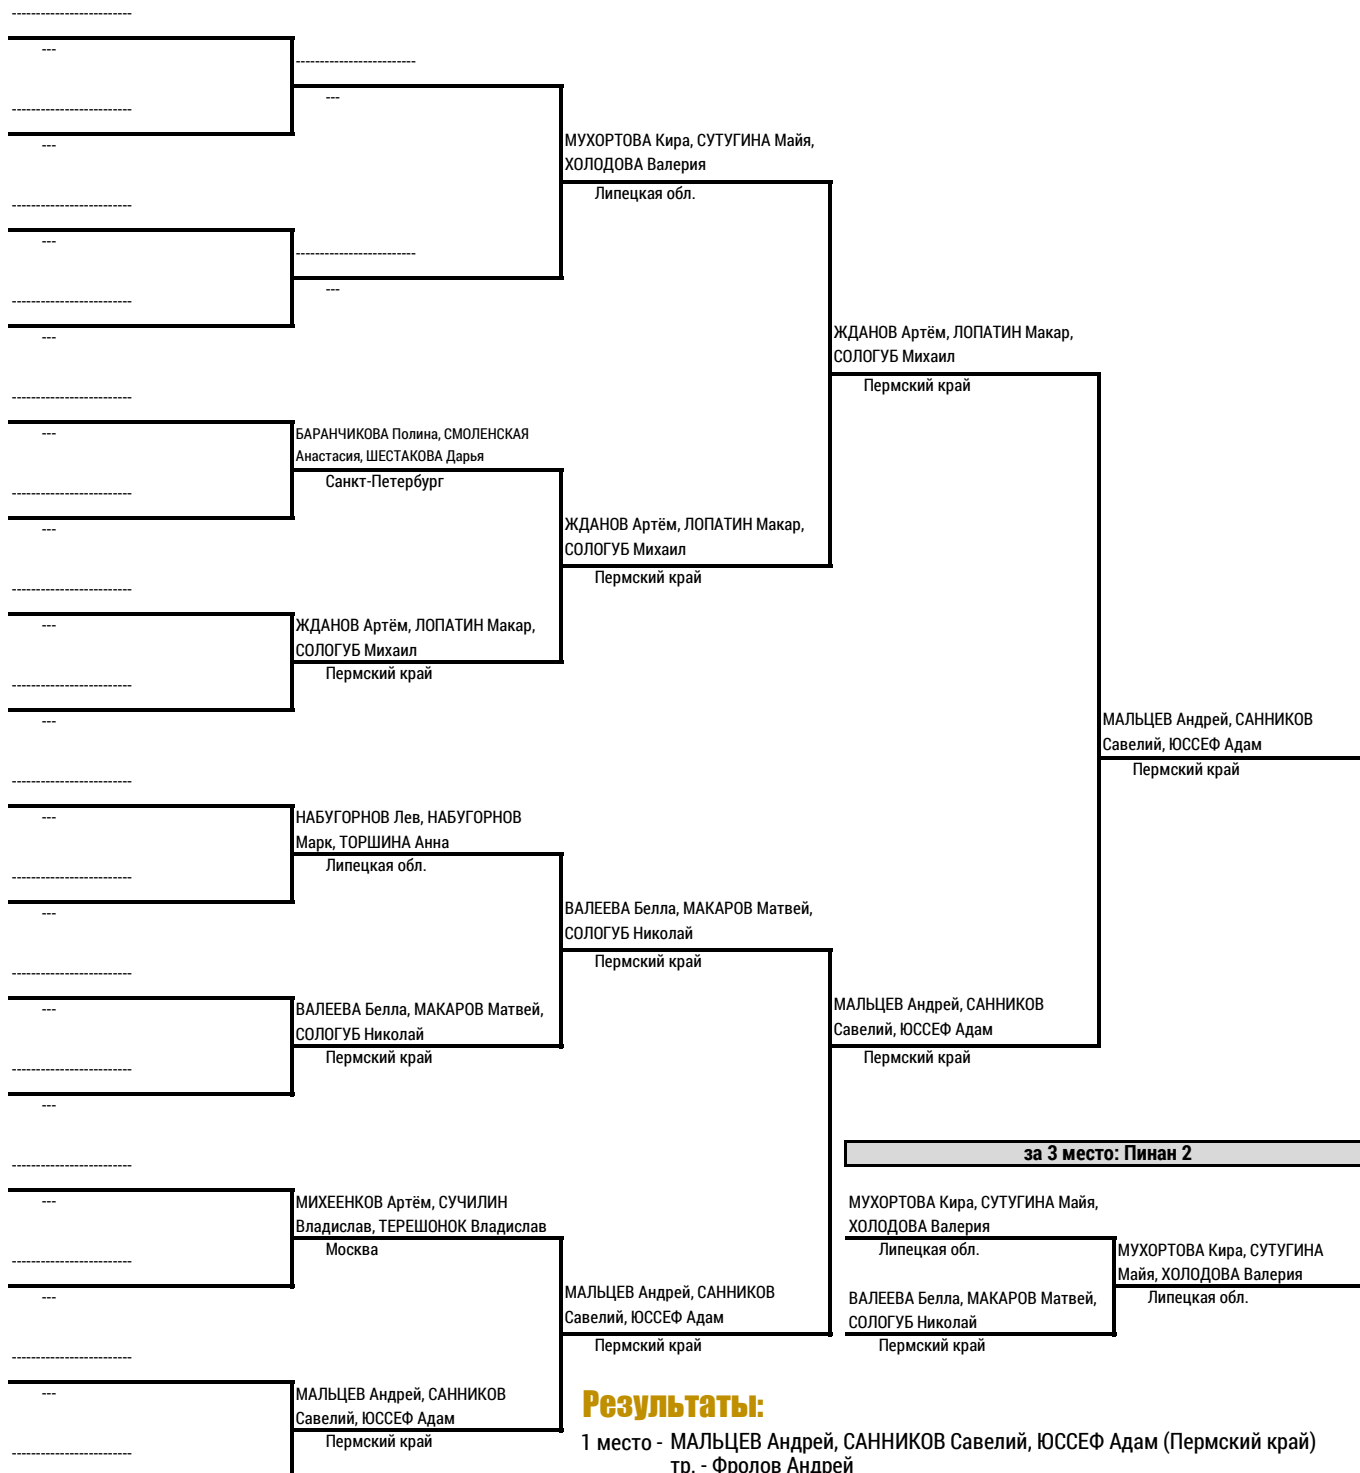 -------------------------
---
-------------------------
---
-------------------------
---
-------------------------
---
-------------------------
---
-------------------------
---
-------------------------
---
-------------------------
---
-------------------------
---
-------------------------
---
-------------------------
---
-------------------------
---
-------------------------
---
-------------------------
---
-------------------------
---
-------------------------
-------------------------
---
-------------------------
---
БАРАНЧИКОВА Полина, СМОЛЕНСКАЯ
Анастасия, ШЕСТАКОВА Дарья
Санкт-Петербург
ЖДАНОВ Артём, ЛОПАТИН Макар,
СОЛОГУБ Михаил
Пермский край
НАБУГОРНОВ Лев, НАБУГОРНОВ
Марк, ТОРШИНА Анна
Липецкая обл.
ВАЛЕЕВА Белла, МАКАРОВ Матвей,
СОЛОГУБ Николай
Пермский край
МИХЕЕНКОВ Артём, СУЧИЛИН
Владислав, ТЕРЕШОНОК Владислав
Москва
МАЛЬЦЕВ Андрей, САННИКОВ
Савелий, ЮССЕФ Адам
Пермский край
МУХОРТОВА Кира, СУТУГИНА Майя,
ХОЛОДОВА Валерия
Липецкая обл.
ЖДАНОВ Артём, ЛОПАТИН Макар,
СОЛОГУБ Михаил
Пермский край
ВАЛЕЕВА Белла, МАКАРОВ Матвей,
СОЛОГУБ Николай
Пермский край
МАЛЬЦЕВ Андрей, САННИКОВ
Савелий, ЮССЕФ Адам
Пермский край
ЖДАНОВ Артём, ЛОПАТИН Макар,
СОЛОГУБ Михаил
Пермский край
МАЛЬЦЕВ Андрей, САННИКОВ
Савелий, ЮССЕФ Адам
Пермский край
МАЛЬЦЕВ Андрей, САННИКОВ
Савелий, ЮССЕФ Адам
Пермский край
за 3 место: Пинан 2
МУХОРТОВА Кира, СУТУГИНА Майя,
ХОЛОДОВА Валерия
Липецкая обл.
ВАЛЕЕВА Белла, МАКАРОВ Матвей,
СОЛОГУБ Николай
Пермский край
МУХОРТОВА Кира, СУТУГИНА
Майя, ХОЛОДОВА Валерия
Липецкая обл.
Результаты:
1 место - МАЛЬЦЕВ Андрей, САННИКОВ Савелий, ЮССЕФ Адам (Пермский край)
тр. - Фролов Андрей